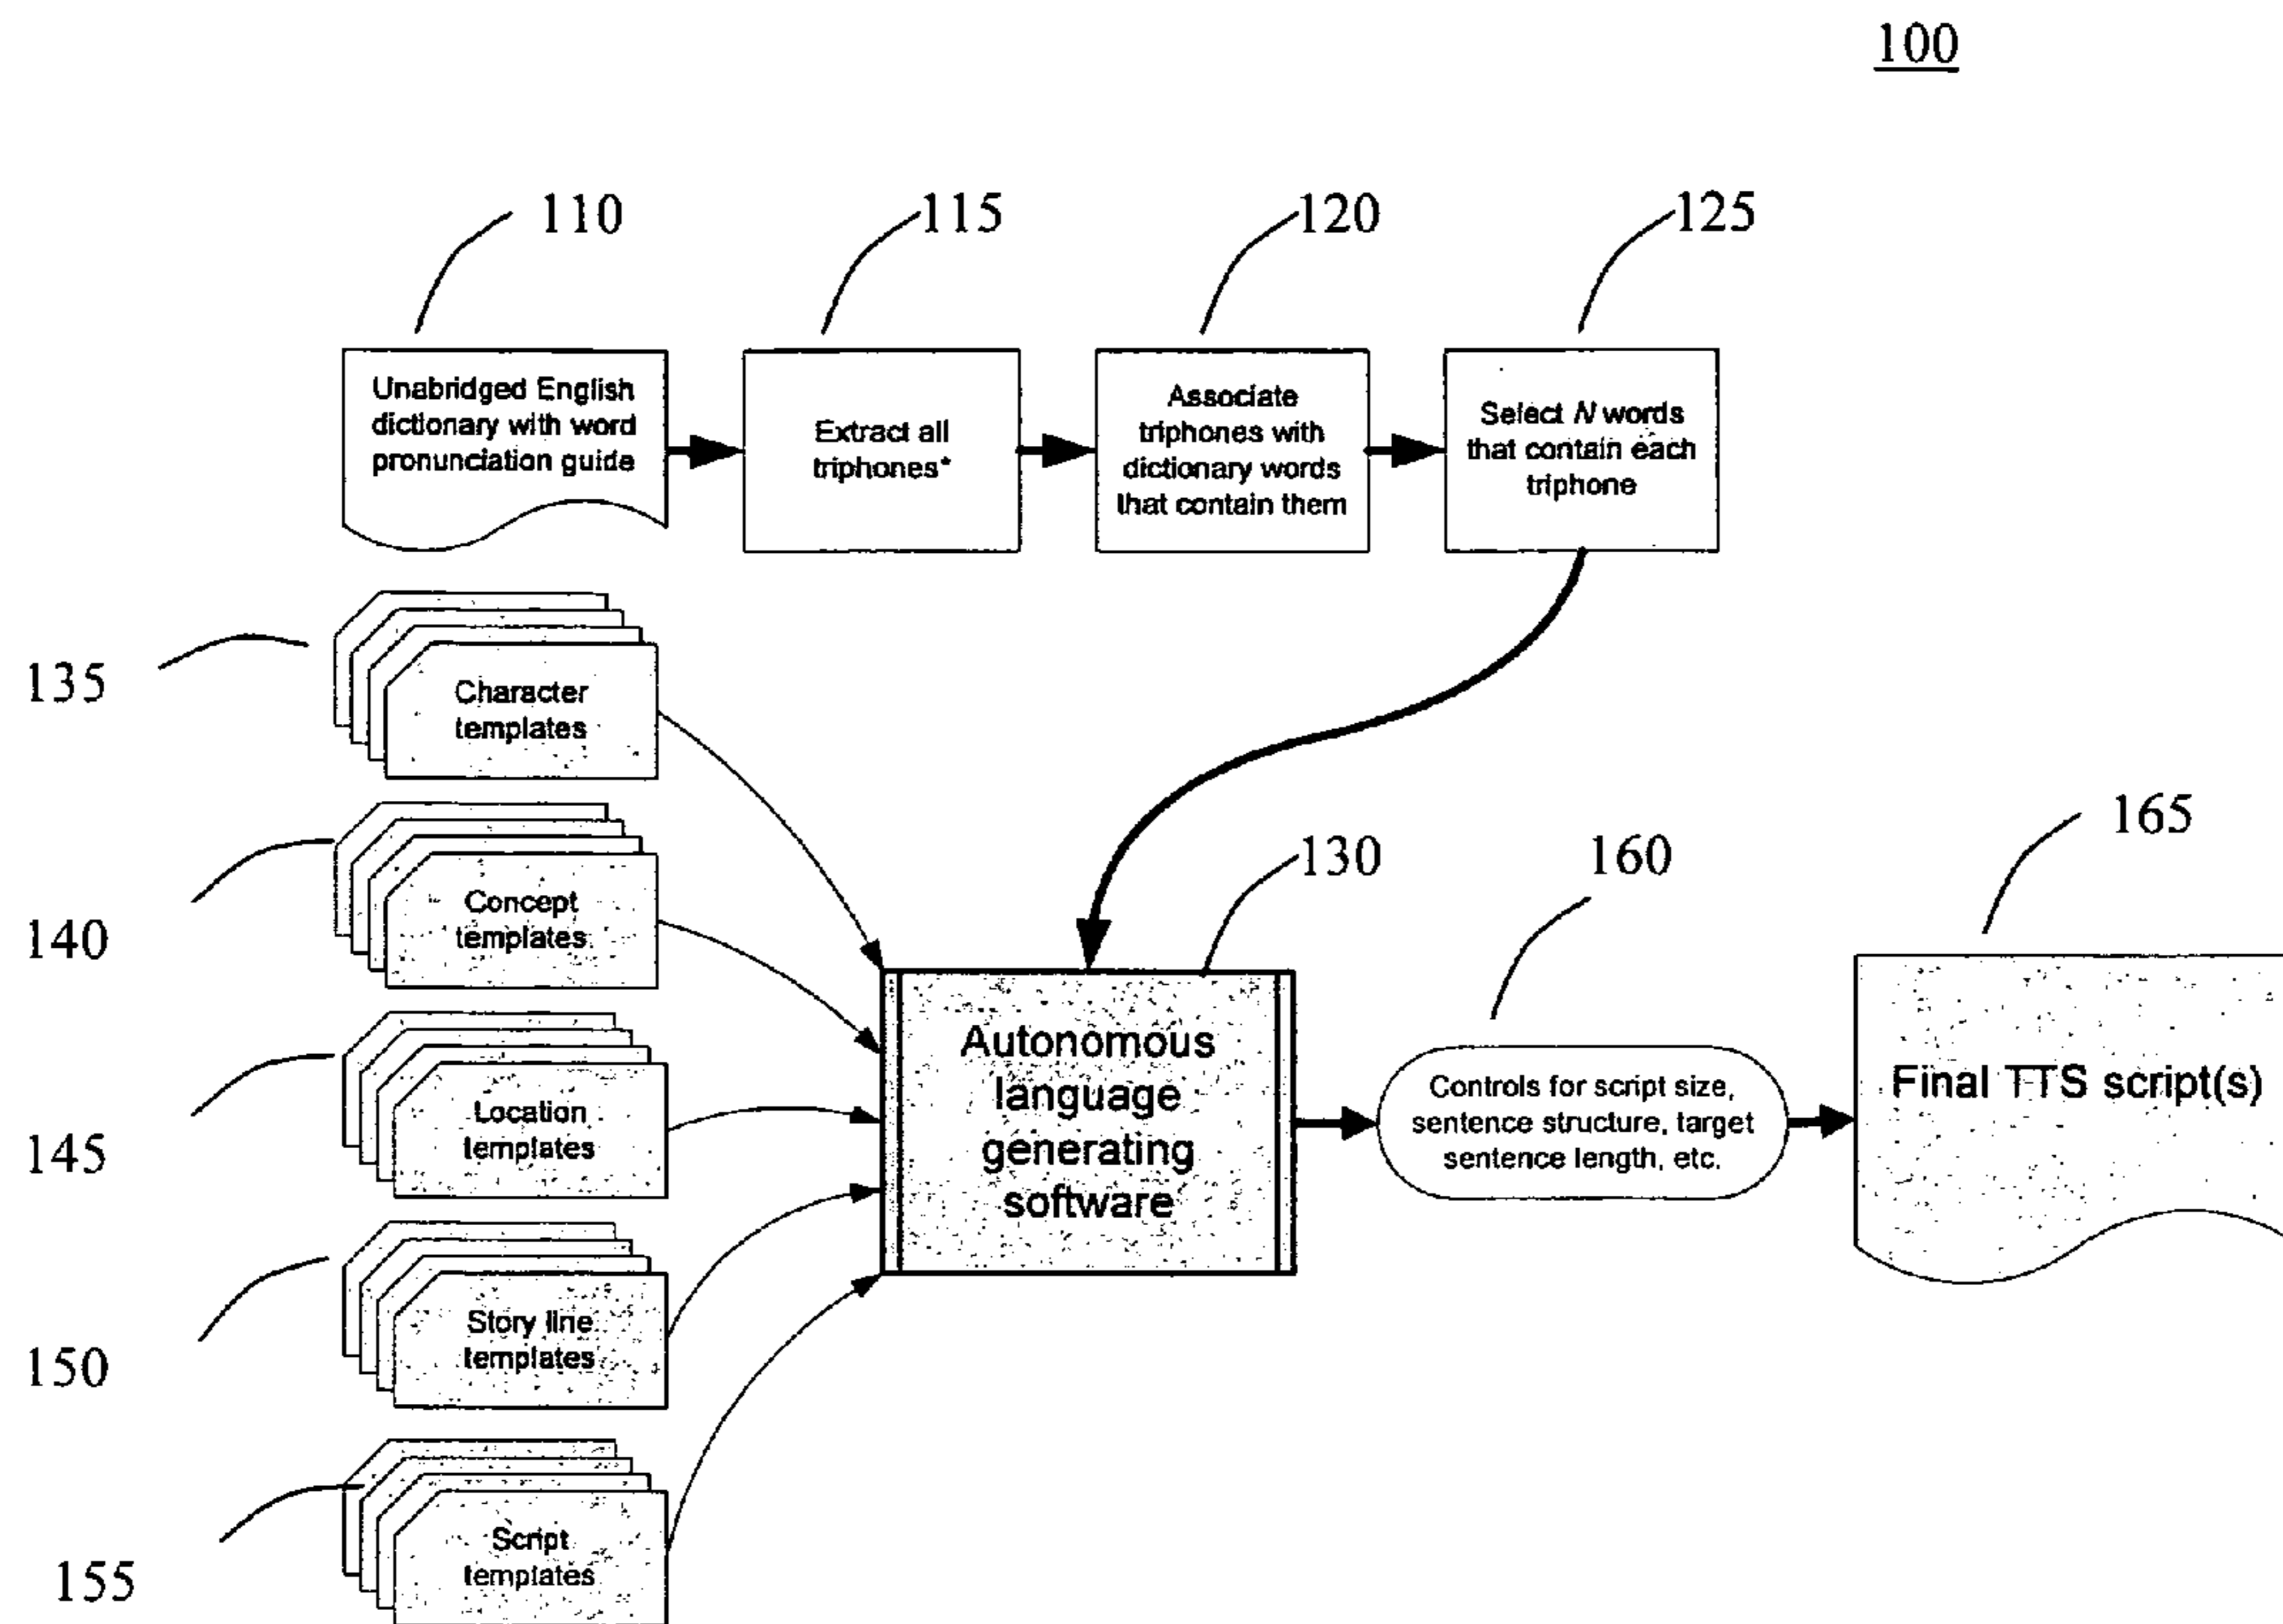 100
110
115
120
125
Unabridged English
dictionary with word
pronunciation guide
Extract all
triphones*
Associate
triphones with
dictionary words
that contain them
Select N words
that contain each
triphone
135
Character
templates
140
Concept
templates
145
Location
templates
150
Story line
templates
155
Script
templates
130
Autonomous
language
generating
software
160
Controls for script size,
sentence structure, target
sentence length, etc.
165
Final TTS script(s)